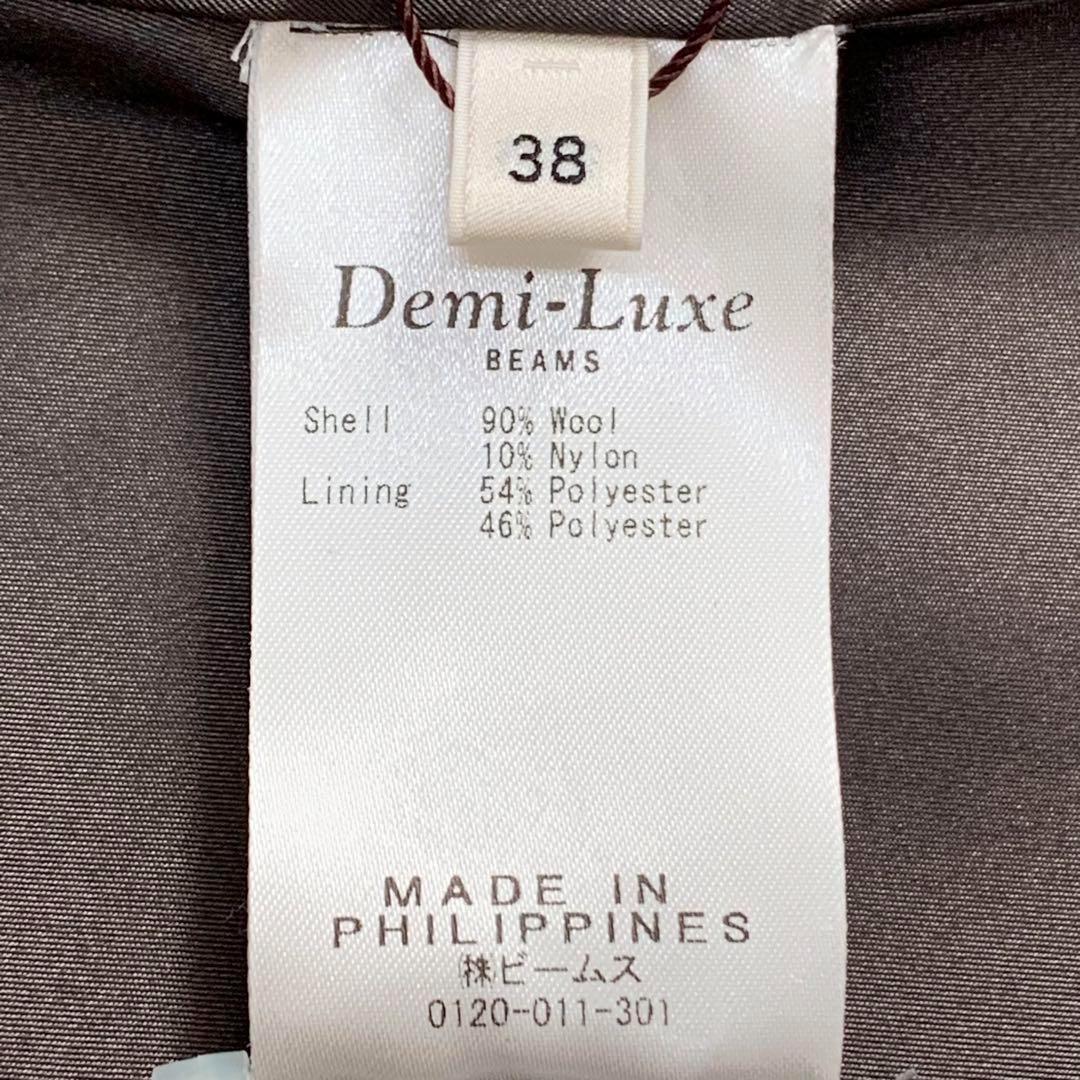 38
Demi-Luxe
BEAMS
Shell 90% Wool
10% Nylon
Lining 54% Polyester
46% Polyester
MADE IN
PHILIPPINES
㈱ビームス
0120-011-301